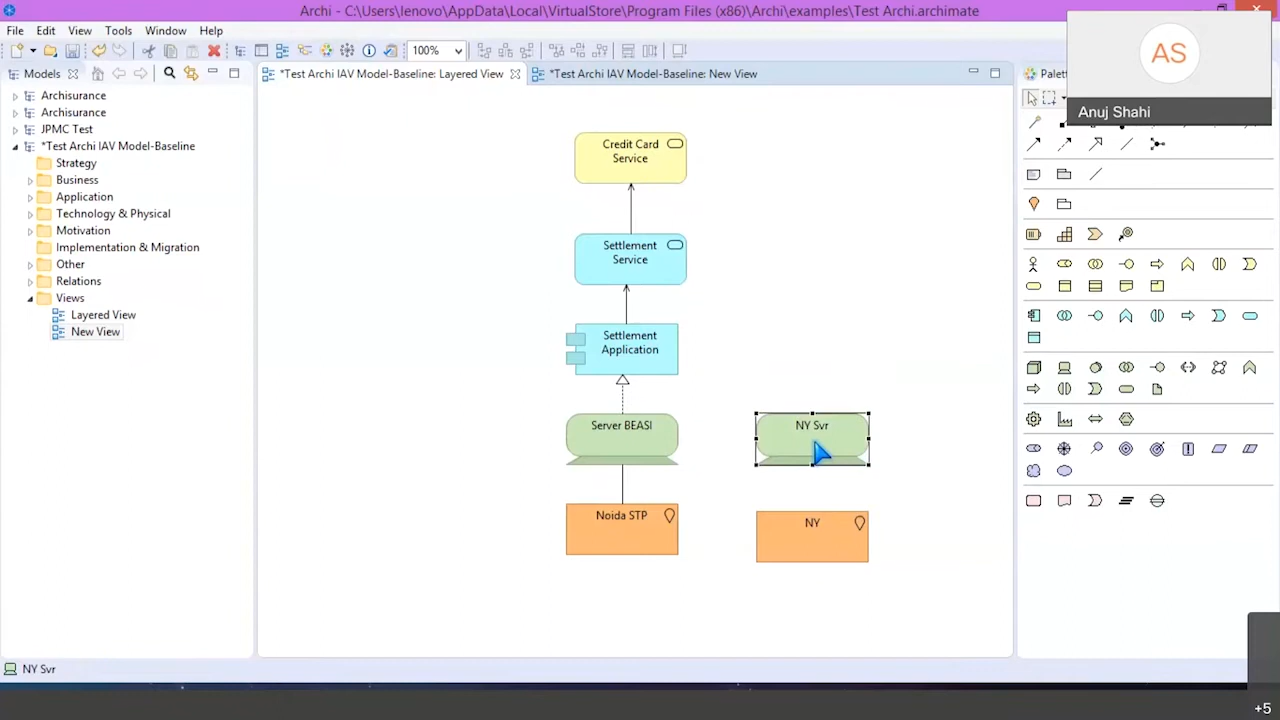 Archi - C:\Users\lenovo\AppData\Local\VirtualStore\Program Files (x86)\Archi\examples\Test Archi.archimate
File Edit View Tools Window Help
100%
Models
*Test Archi IAV Model-Baseline: Layered View
*Test Archi IAV Model-Baseline: New View
Palett
AS
Anuj Shahi
Archisurance
Archisurance
JPMC Test
*Test Archi IAV Model-Baseline
Strategy
Business
Application
Technology & Physical
Motivation
Implementation & Migration
Other
Relations
Views
Layered View
New View
Credit Card
Service
Settlement
Service
Settlement
Application
Server BEASI
NY Svr
Noida STP
NY
NY Svr
+5